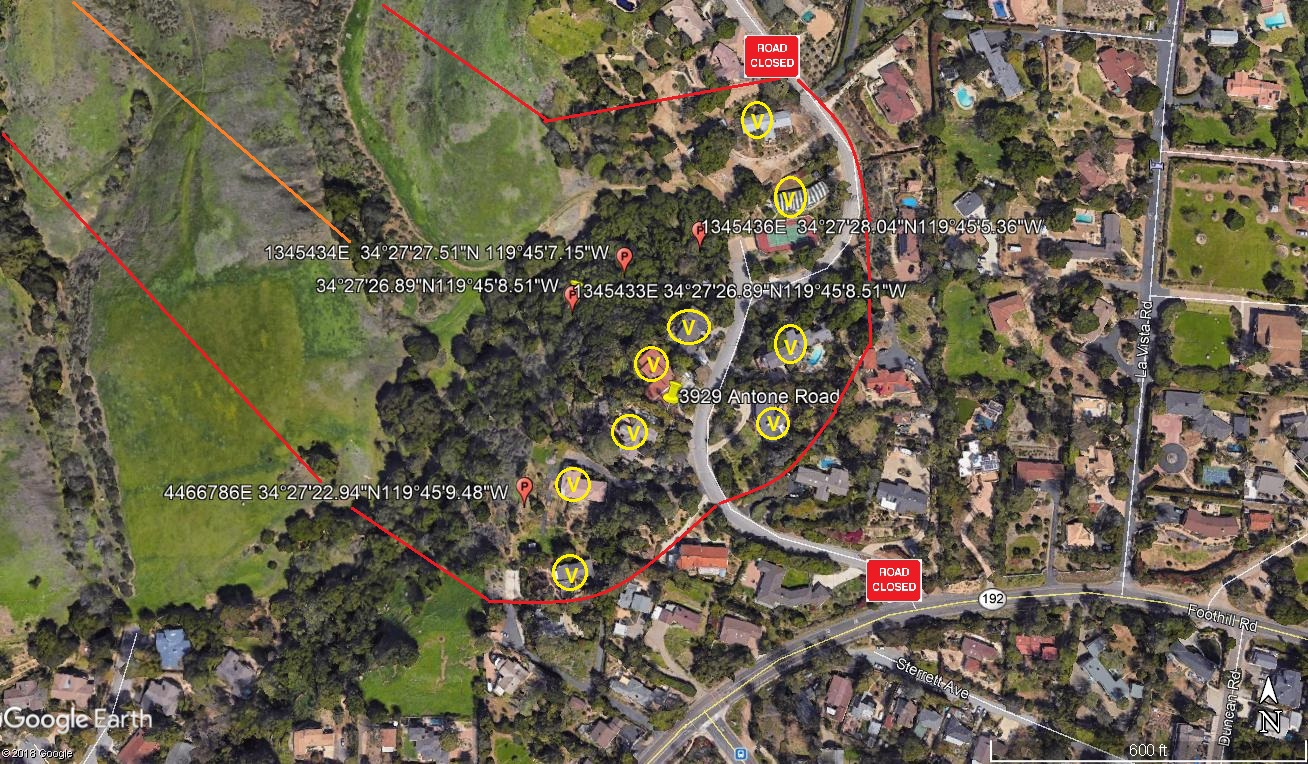 ROAD
CLOSED
V
V
1345436E 34°27'28.04"N119°45'5.36"W
1345434E 34°27'27.51"N 119°45'7.15"W
P
P
P
34°27'26.89"N119°45'8.51"W
1345433E 34°27'26.89"N119°45'8.51"W
V
V
V
La Vista Rd
3929 Antone Road
V
V
4466786E 34°27'22.94"N119°45'9.48"W
P
V
V
ROAD
CLOSED
192
Foothill Rd
Sterrett Ave
Duncan Rd
N
Google Earth
© 2018 Google
600 ft